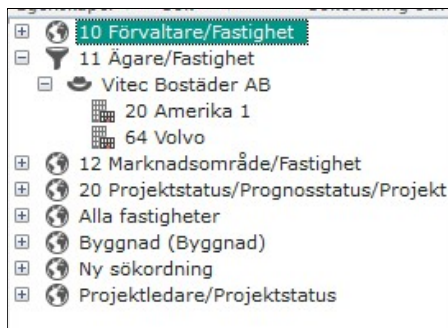 10 Förvaltare/Fastighet
11 Ägare/Fastighet
Vitec Bostäder AB
20 Amerika 1
64 Volvo
12 Marknadsområde/Fastighet
20 Projektstatus/Prognosstatus/Projekt
Alla fastigheter
Byggnad (Byggnad)
Ny sökordning
Projektledare/Projektstatus